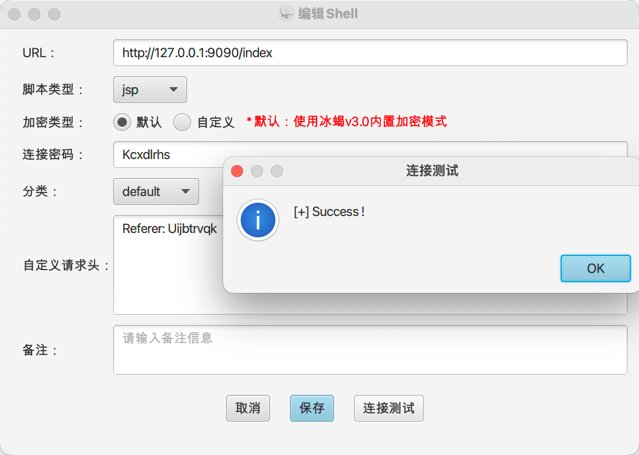 编辑Shell
URL：
http://127.0.0.1:9090/index
脚本类型：
jsp
加密类型：
默认
自定义
*默认：使用冰蝎v3.0内置加密模式
连接密码：
Kcxdlrhs
分类：
default
自定义请求头：
Referer: Uijbtrvqk
备注：
请输入备注信息
取消
保存
连接测试
连接测试
[+] Success！
OK